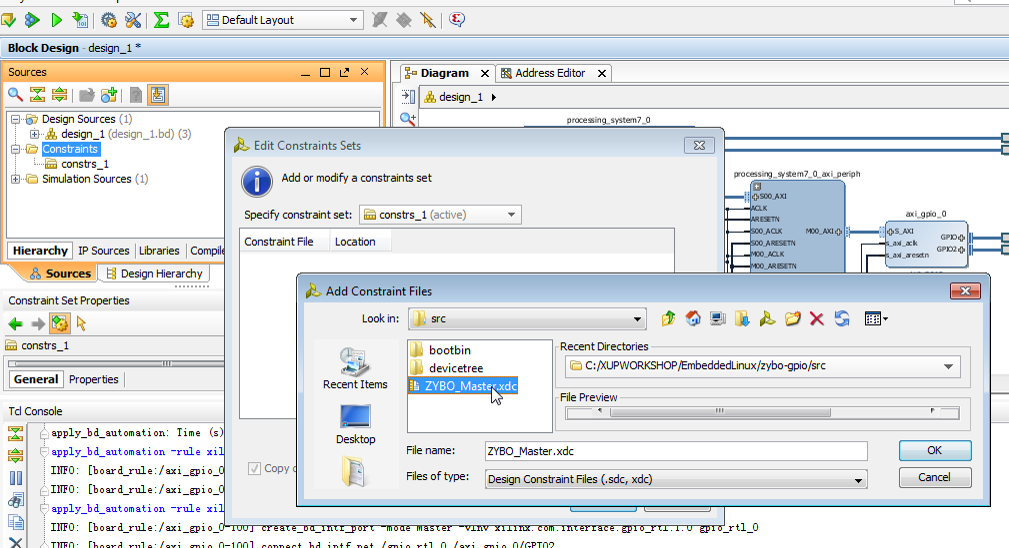 Default Layout
Block Design - design_1 *
Sources
Design Sources (1)
design_1 (design_1.bd) (3)
Constraints
constrs_1
Simulation Sources (1)
Hierarchy IP Sources Libraries Compile
Sources Design Hierarchy
Constraint Set Properties
constrs_1
General Properties
Tcl Console
apply_bd_automation: Time (s)
apply_bd_automation -rule xil
INFO: [board_rule:/axi_gpio_0
INFO: [board_rule:/axi_gpio_0
apply_bd_automation -rule xil
INFO: [board_rule:/axi_gpio_0-100] create_bd_intf_port -mode Master -vlnv xilinx.com:interface:gpio_rtl:1.0 gpio_rtl_0
INFO: [board_rule:/axi_gpio_0-100] connect_bd_intf_net /gpio_rtl_0 /axi_gpio_0/GPIO2
Diagram Address Editor
design_1
processing_system7_0
processing_system7_0_axi_periph
S00_AXI
ACLK
ARESETN
S00_ACLK M00_AXI
S00_ARESETN
M00_ACLK
M00_ARESETN
axi_gpio_0
S_AXI
GPIO
s_axi_aclk
GPIO2
s_axi_aresetn
Edit Constraints Sets
Add or modify a constraints set
Specify constraint set: constrs_1 (active)
Constraint File Location
Copy c
Add Constraint Files
Look in: src
Recent Items
Desktop
bootbin
devicetree
ZYBO_Master.xdc
Recent Directories
C:/XUPWORKSHOP/EmbeddedLinux/zybo-gpio/src
File Preview
File name: ZYBO_Master.xdc
OK
Files of type: Design Constraint Files (.sdc, xdc)
Cancel